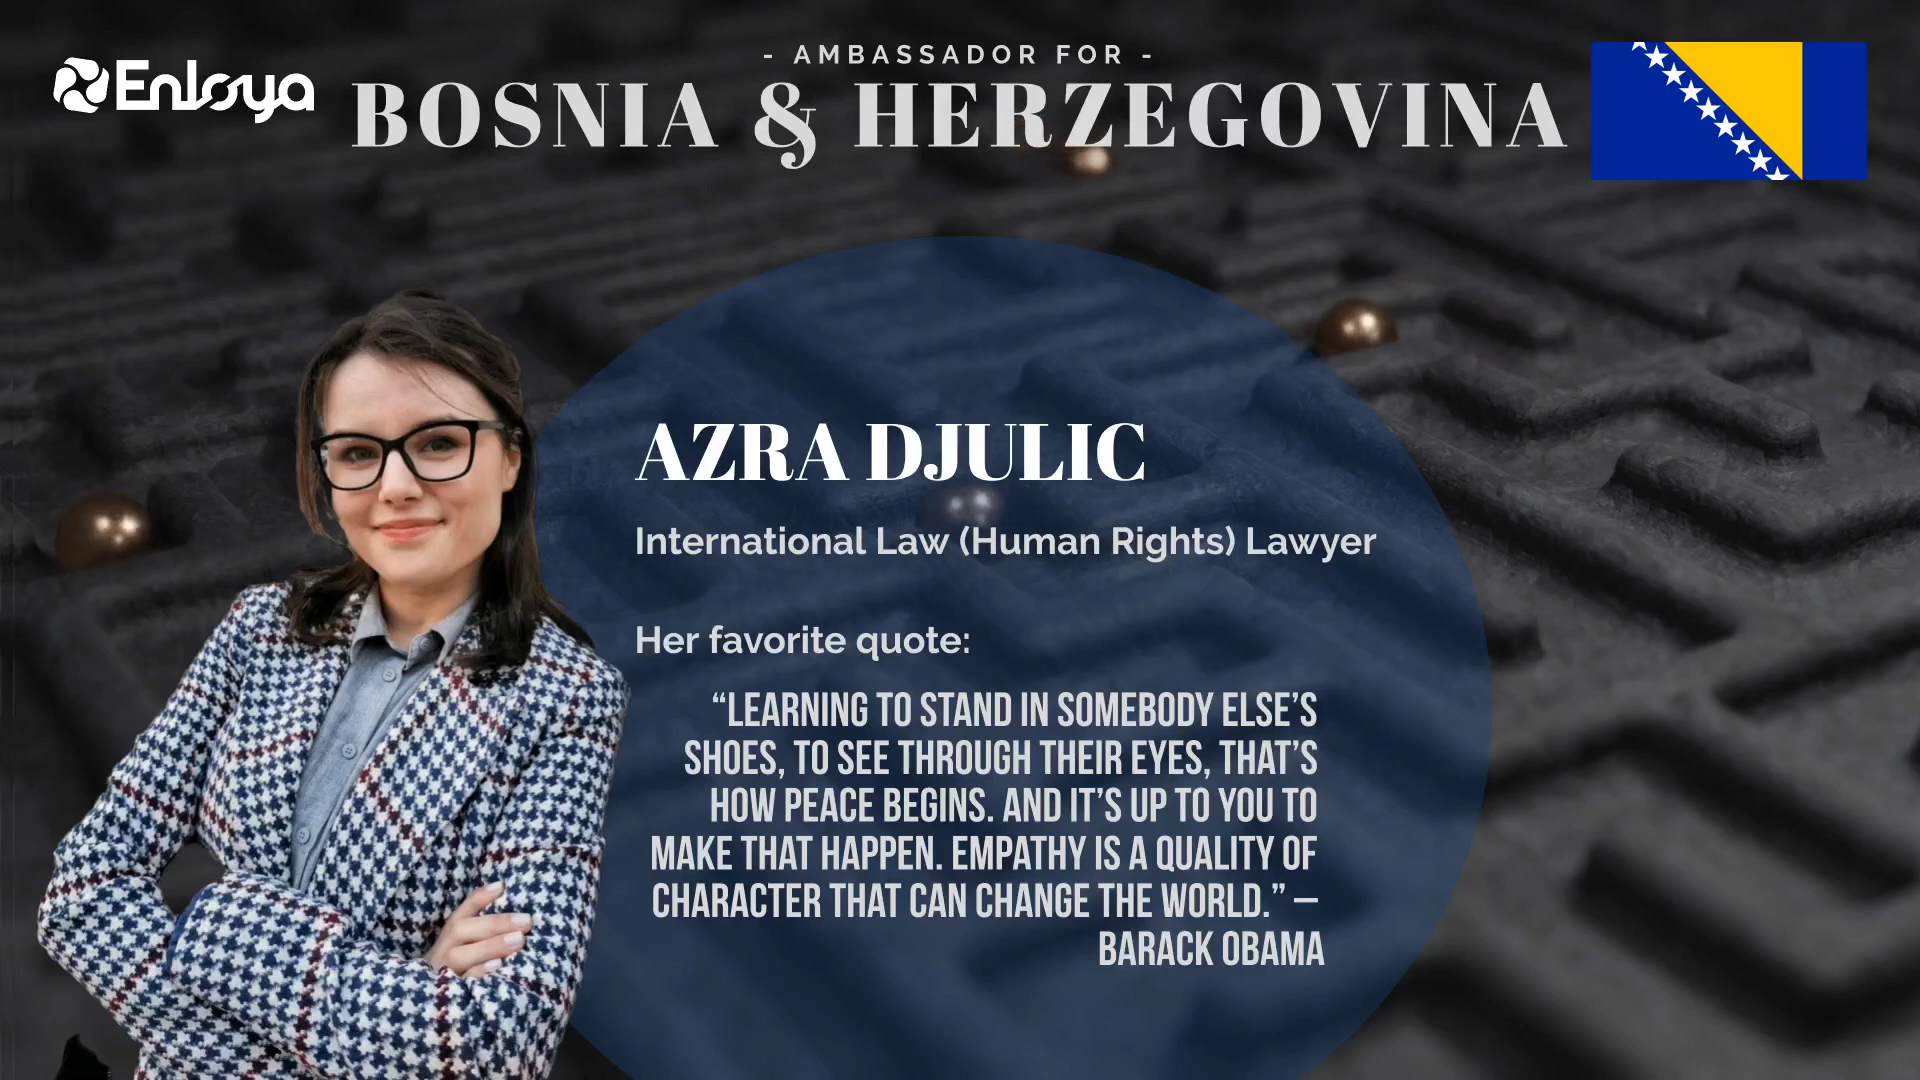 - AMBASSADOR FOR -
Enloya
BOSNIA & HERZEGOVINA
AZRA DJULIC
International Law (Human Rights) Lawyer
Her favorite quote:
“LEARNING TO STAND IN SOMEBODY ELSE’S
SHOES, TO SEE THROUGH THEIR EYES, THAT’S
HOW PEACE BEGINS. AND IT’S UP TO YOU TO
MAKE THAT HAPPEN. EMPATHY IS A QUALITY OF
CHARACTER THAT CAN CHANGE THE WORLD.” –
BARACK OBAMA